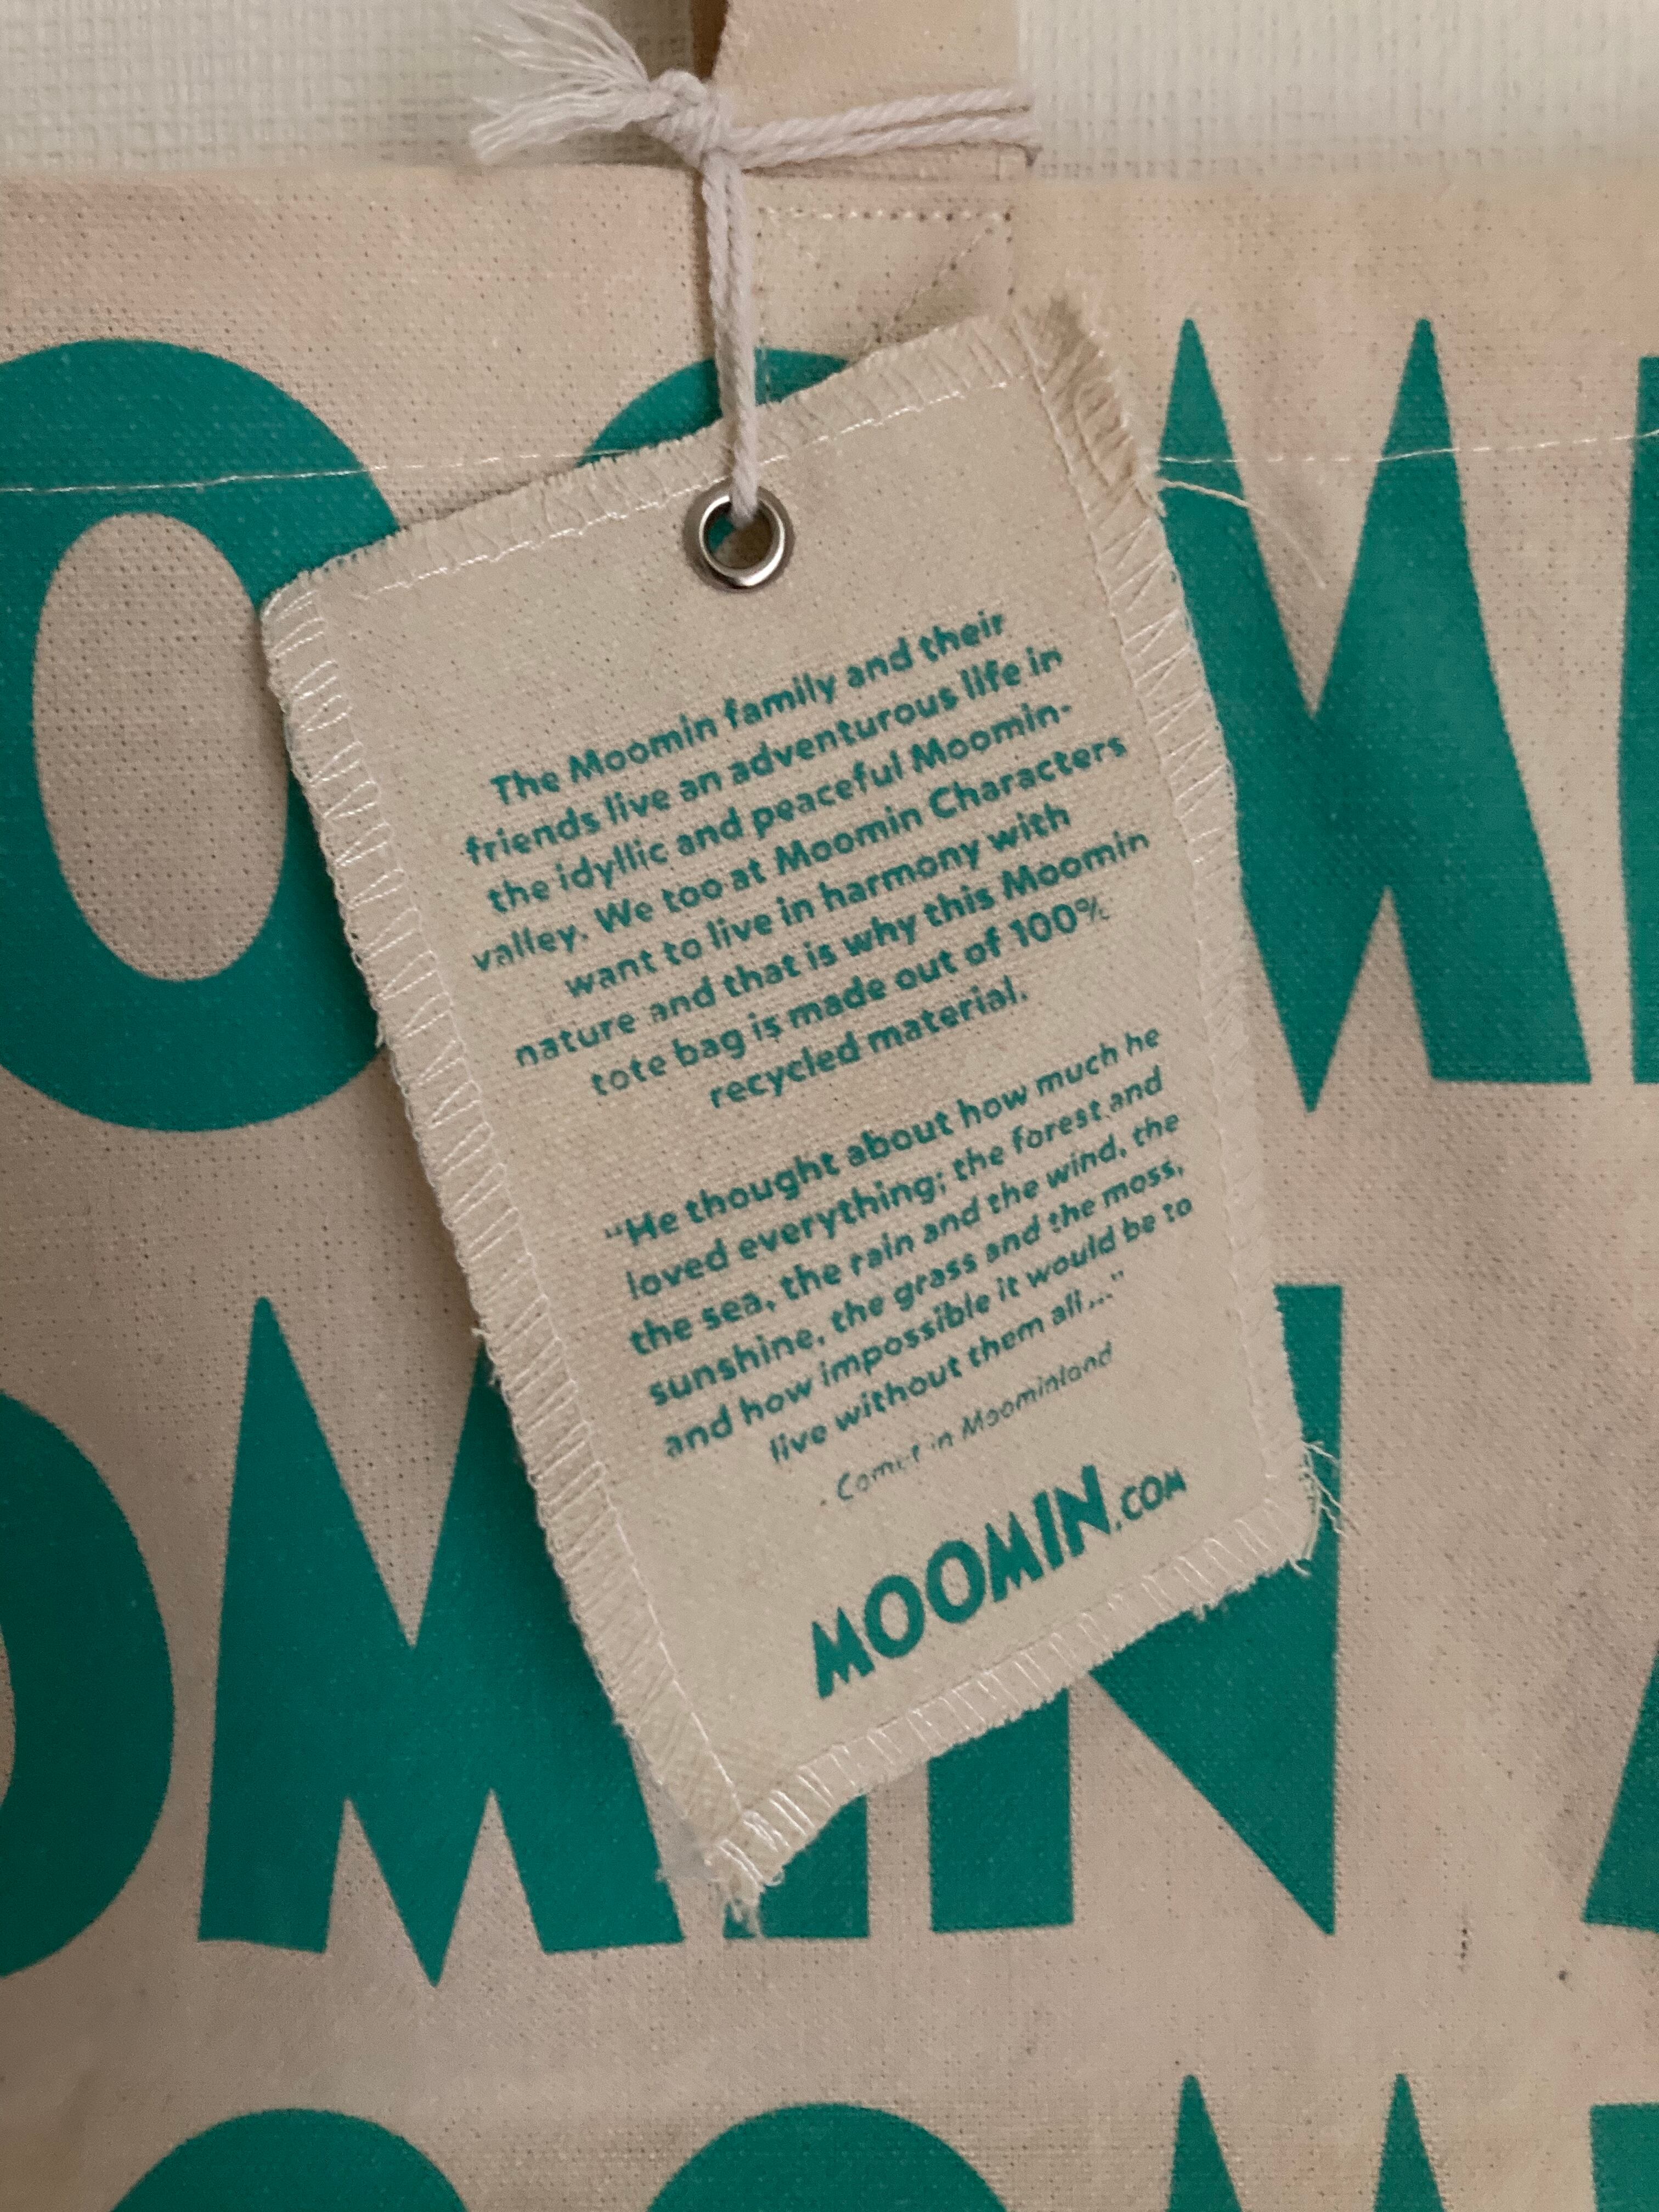 The Moomin family and their
friends live an adventurous life in
the idyllic and peaceful Moomin-
valley. We too at Moomin Characters
want to live in harmony with
nature and that is why this Moomin
tote bag is made out of 100%
recycled material.
“He thought about how much he
loved everything; the forest and
the sea, the rain and the wind, the
sunshine, the grass and the moss,
and how impossible it would be to
live without them all...”
- Comet in Moominland
MOOMIN.COM